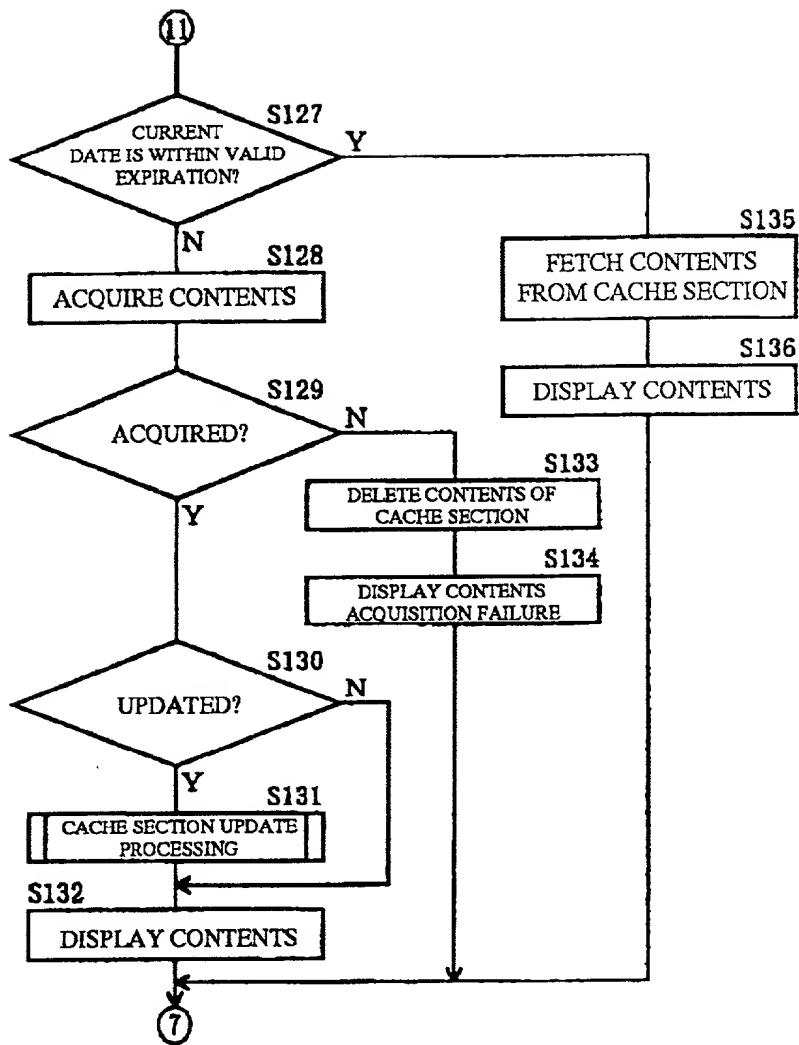 11
S127
CURRENT
DATE IS WITHIN VALID
EXPIRATION?
Y
N
S128
ACQUIRE CONTENTS
S135
FETCH CONTENTS
FROM CACHE SECTION
S136
DISPLAY CONTENTS
S129
ACQUIRED?
N
Y
S133
DELETE CONTENTS OF
CACHE SECTION
S134
DISPLAY CONTENTS
ACQUISITION FAILURE
S130
UPDATED?
N
Y
S131
CACHE SECTION UPDATE
PROCESSING
S132
DISPLAY CONTENTS
7